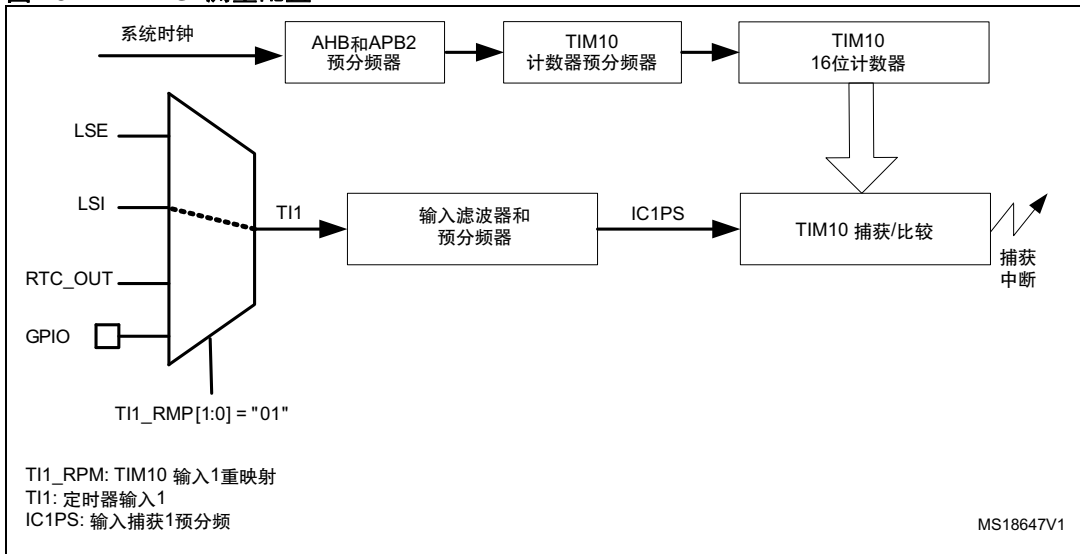 系统时钟
AHB和APB2
预分频器
TIM10
计数器预分频器
TIM10
16位计数器
LSE
LSI
TI1
输入滤波器和
预分频器
IC1PS
TIM10 捕获/比较
捕获
中断
RTC_OUT
GPIO
TI1_RMP[1:0] = "01"
TI1_RPM: TIM10 输入1重映射
TI1: 定时器输入1
IC1PS: 输入捕获1预分频
MS18647V1